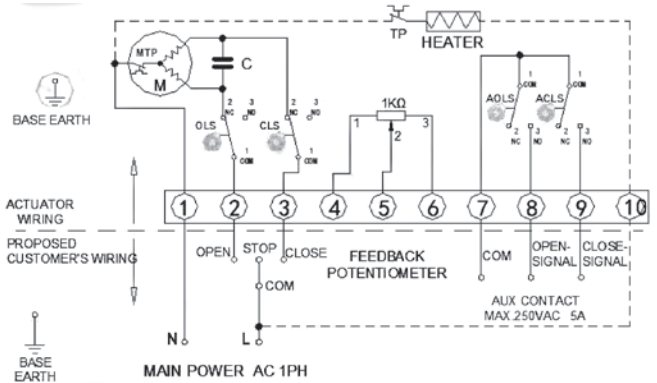 TP
HEATER
MTP
M
C
1
COM
1
COM
AOLS
ACLS
2
NC
3
NO
2
NC
3
NO
1KΩ
BASE EARTH
OLS
CLS
1
2
3
2
NC
3
NO
2
NC
3
NO
1
COM
1
COM
ACTUATOR
WIRING
1 2 3 4 5 6 7 8 9 10
PROPOSED
CUSTOMER'S WIRING
OPEN STOP CLOSE
COM
FEEDBACK
POTENTIOMETER
COM
OPEN-
SIGNAL
CLOSE-
SIGNAL
AUX CONTACT
MAX.250VAC 5A
N
L
BASE
EARTH
MAIN POWER AC 1PH